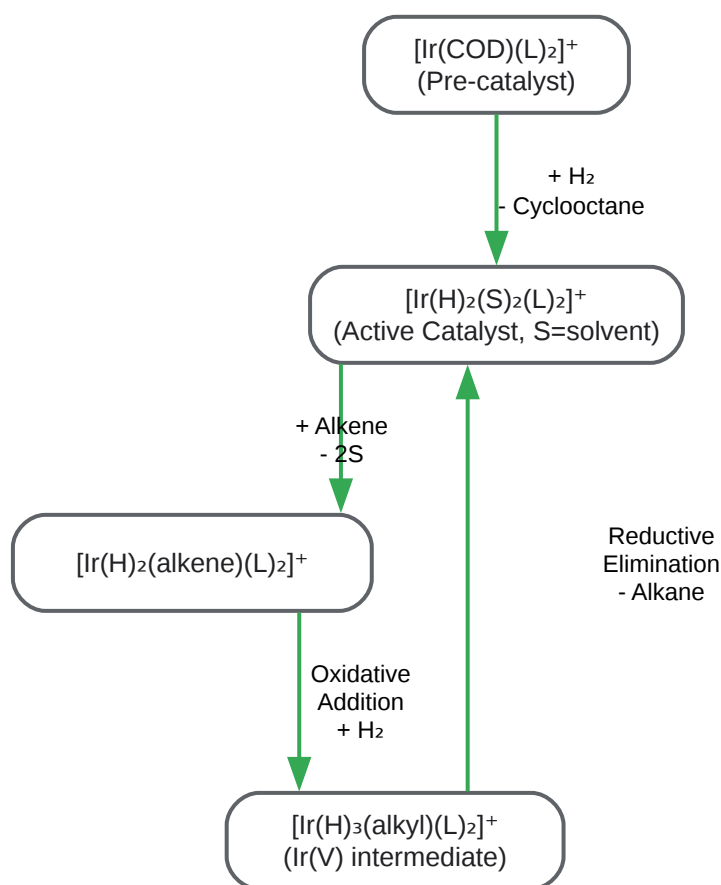 [Ir(COD)(L)₂]⁺
(Pre-catalyst)
+ H₂
- Cyclooctane
[Ir(H)₂(S)₂(L)₂]⁺
(Active Catalyst, S=solvent)
+ Alkene
- 2S
[Ir(H)₂(alkene)(L)₂]⁺
Reductive
Elimination
- Alkane
Oxidative
Addition
+ H₂
[Ir(H)₃(alkyl)(L)₂]⁺
(Ir(V) intermediate)